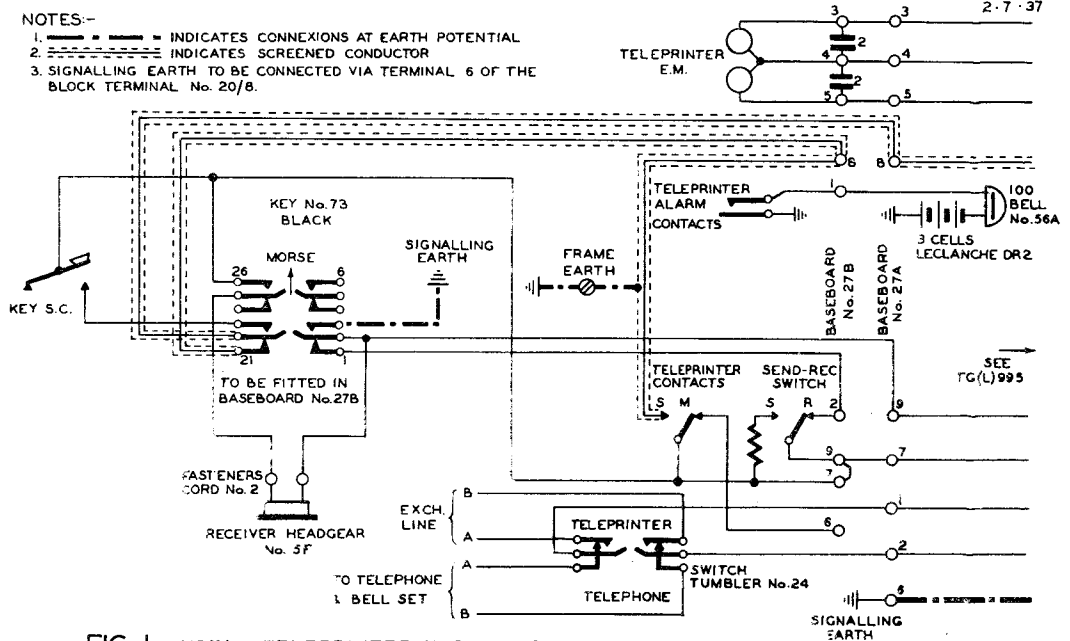 2·7·37
NOTES:-
1. INDICATES CONNEXIONS AT EARTH POTENTIAL
2. INDICATES SCREENED CONDUCTOR
3. SIGNALLING EARTH TO BE CONNECTED VIA TERMINAL 6 OF THE
BLOCK TERMINAL No. 20/8.
TELEPRINTER
E.M.
3
3
2
4
4
2
5
5
6
8
KEY No.73
BLACK
MORSE
26
6
21
1
SIGNALLING
EARTH
KEY S.C.
TO BE FITTED IN
BASEBOARD No.27B
FASTENERS
CORD No. 2
RECEIVER HEADGEAR
No. 5F
FRAME
EARTH
TELEPRINTER
ALARM
CONTACTS
1
100
BELL
No.56A
3 CELLS
LECLANCHE DR2
BASEBOARD
No.27B
BASEBOARD
No.27A
SEE
TG(L)995
TELEPRINTER
CONTACTS
S
M
SEND-REC
SWITCH
S
R
2
9
9
7
7
1
6
2
6
EXCH.
LINE
B
A
TO TELEPHONE
& BELL SET
A
B
TELEPRINTER
TELEPHONE
SWITCH
TUMBLER No.24
SIGNALLING
EARTH
FIG. 1.